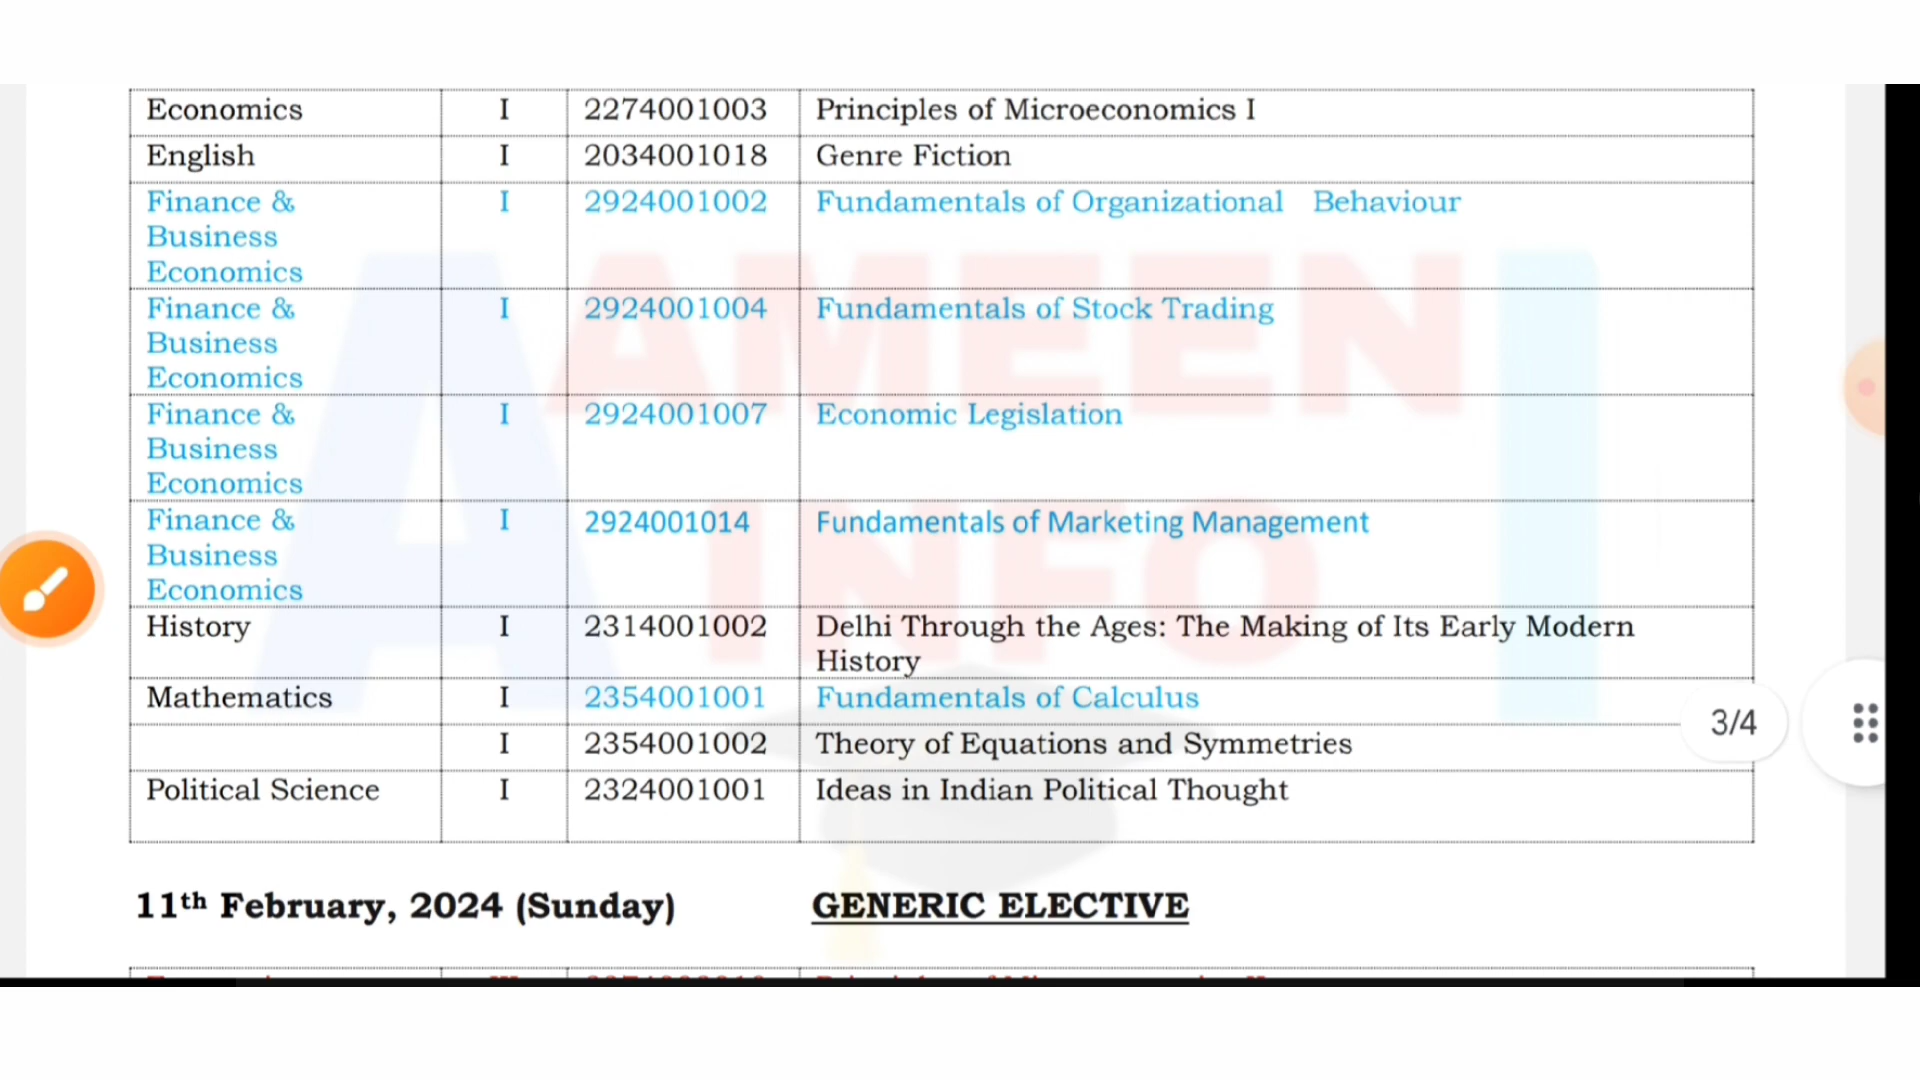 Economics I 2274001003 Principles of Microeconomics I
English I 2034001018 Genre Fiction
Finance & I 2924001002 Fundamentals of Organizational Behaviour
Business
Economics
Finance & I 2924001004 Fundamentals of Stock Trading
Business
Economics
Finance & I 2924001007 Economic Legislation
Business
Economics
Finance & I 2924001014 Fundamentals of Marketing Management
Business
Economics
History I 2314001002 Delhi Through the Ages: The Making of Its Early Modern
History
Mathematics I 2354001001 Fundamentals of Calculus
I 2354001002 Theory of Equations and Symmetries
Political Science I 2324001001 Ideas in Indian Political Thought
11th February, 2024 (Sunday) GENERIC ELECTIVE
3/4
AMEEN
INFO